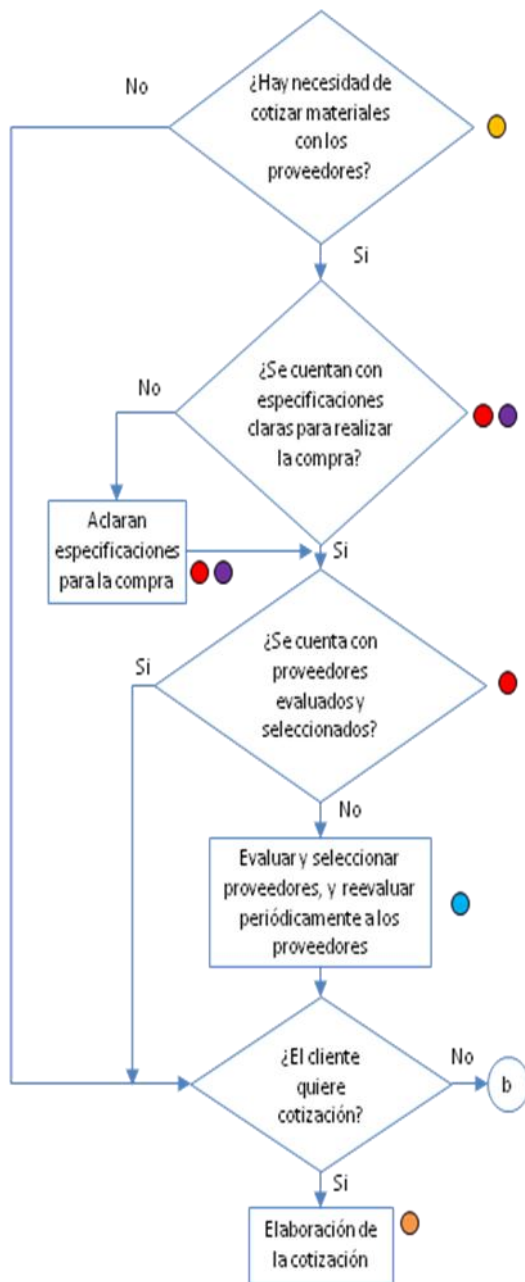 ¿Hay necesidad de
cotizar materiales
con los
proveedores?
No
Si
¿Se cuentan con
especificaciones
claras para realizar
la compra?
No
Aclaran
especificaciones
para la compra
Si
¿Se cuenta con
proveedores
evaluados y
seleccionados?
Si
No
Evaluar y seleccionar
proveedores, y reevaluar
periódicamente a los
proveedores
¿El cliente
quiere
cotización?
No
b
Si
Elaboración de
la cotización